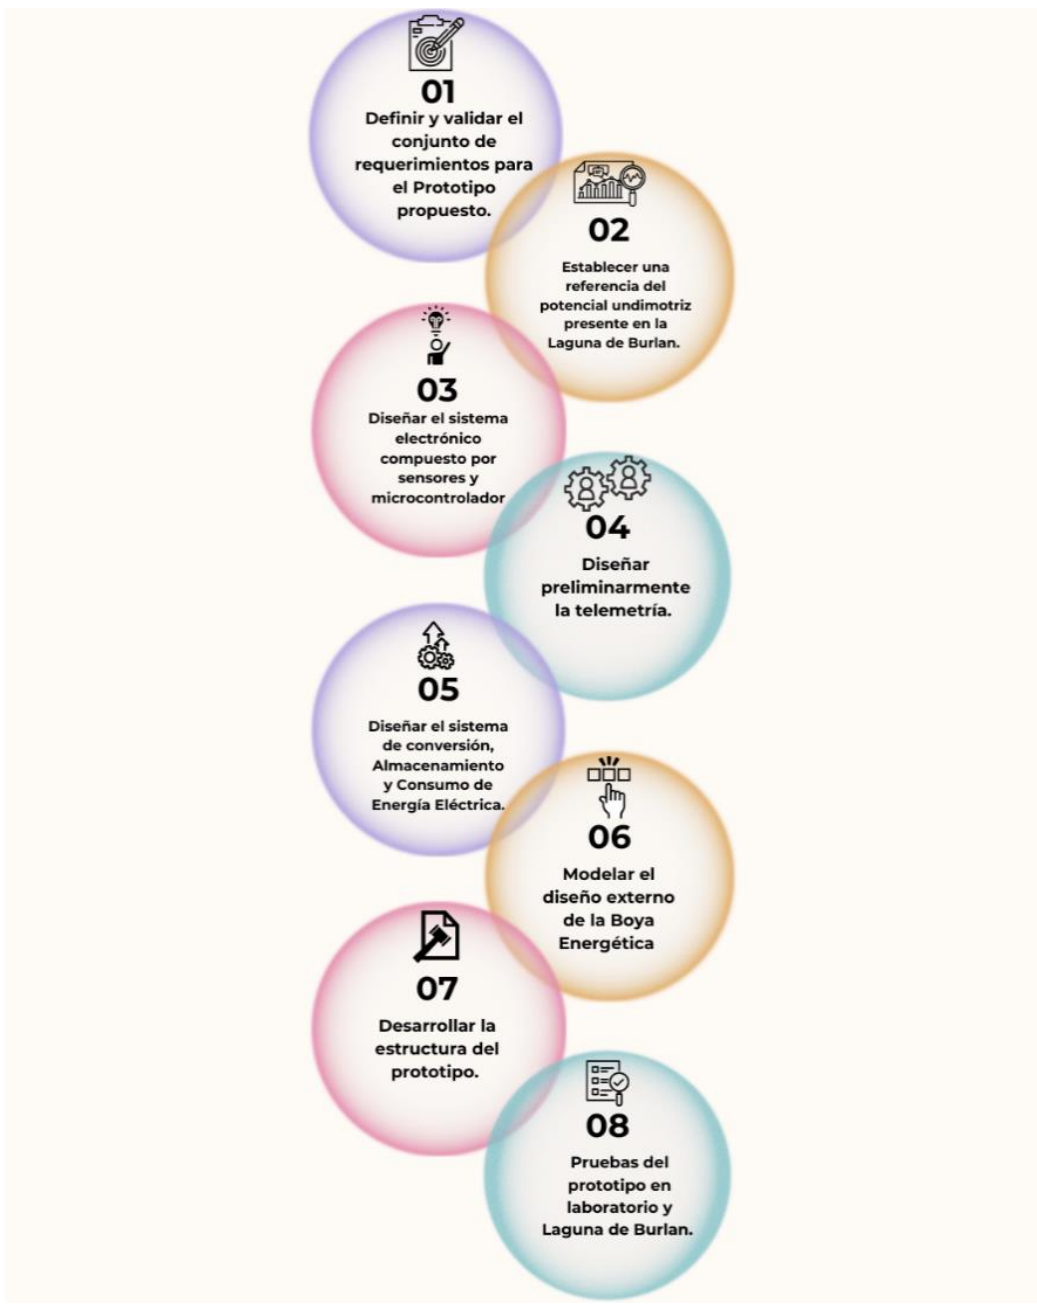 01
Definir y validar el
conjunto de
requerimientos para
el Prototipo
propuesto.
02
Establecer una
referencia del
potencial undimotriz
presente en la
Laguna de Burlan.
03
Diseñar el sistema
electrónico
compuesto por
sensores y
microcontrolador
04
Diseñar
preliminarmente
la telemetría.
05
Diseñar el sistema
de conversión,
Almacenamiento
y Consumo de
Energía Eléctrica.
06
Modelar el
diseño externo
de la Boya
Energética
07
Desarrollar la
estructura del
prototipo.
08
Pruebas del
prototipo en
laboratorio y
Laguna de Burlan.